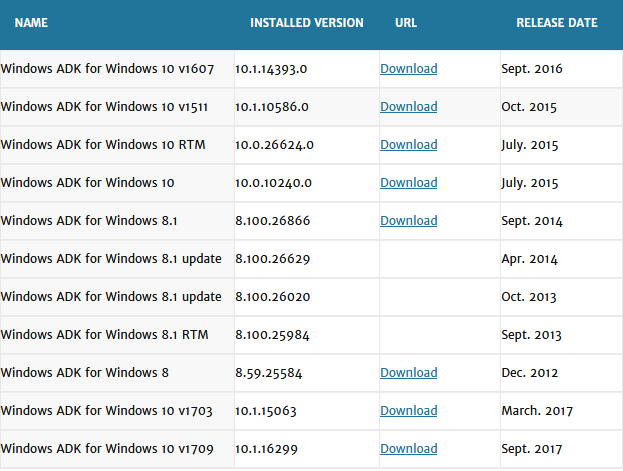 NAME INSTALLED VERSION URL RELEASE DATE
Windows ADK for Windows 10 v1607 10.1.14393.0 Download Sept. 2016
Windows ADK for Windows 10 v1511 10.1.10586.0 Download Oct. 2015
Windows ADK for Windows 10 RTM 10.0.26624.0 Download July. 2015
Windows ADK for Windows 10 10.0.10240.0 Download July. 2015
Windows ADK for Windows 8.1 8.100.26866 Download Sept. 2014
Windows ADK for Windows 8.1 update 8.100.26629 Apr. 2014
Windows ADK for Windows 8.1 update 8.100.26020 Oct. 2013
Windows ADK for Windows 8.1 RTM 8.100.25984 Sept. 2013
Windows ADK for Windows 8 8.59.25584 Download Dec. 2012
Windows ADK for Windows 10 v1703 10.1.15063 Download March. 2017
Windows ADK for Windows 10 v1709 10.1.16299 Download Sept. 2017